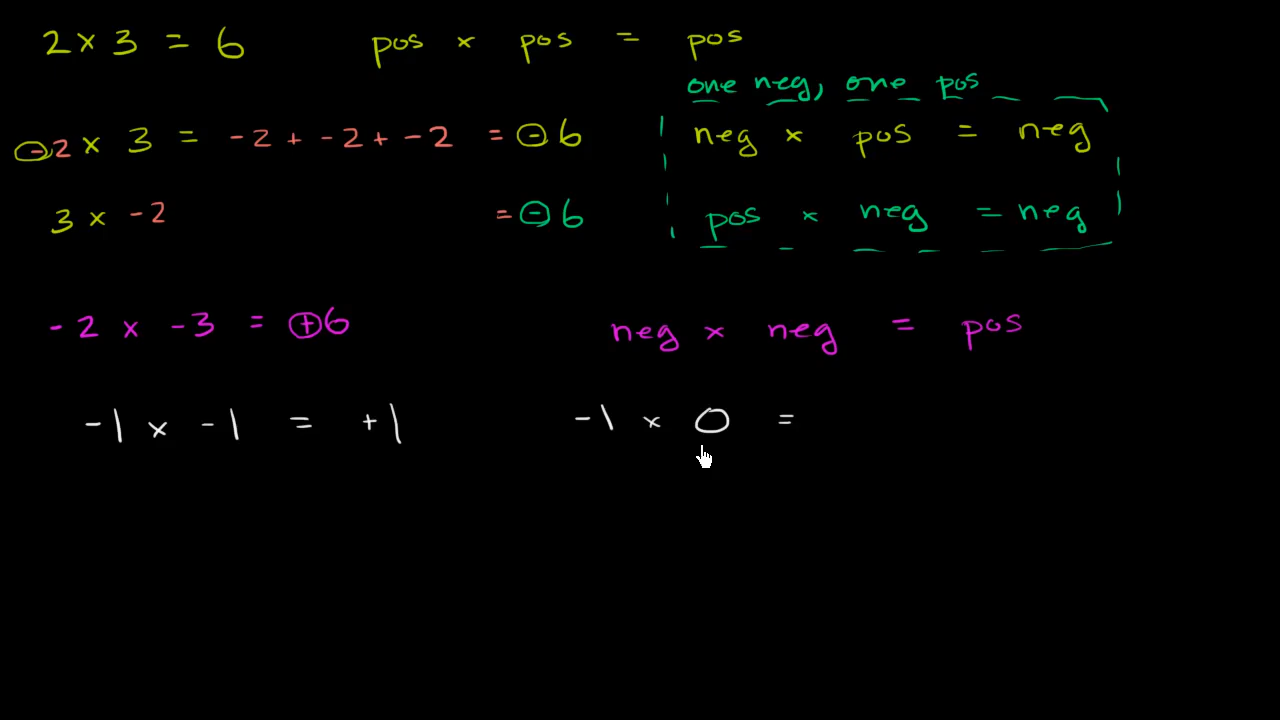 2 x 3 = 6 pos x pos = pos
one neg, one pos
-2 x 3 = -2 + -2 + -2 = -6 neg x pos = neg
3 x -2 = -6 pos x neg = neg
-2 x -3 = +6 neg x neg = pos
-1 x -1 = +1 -1 x 0 =